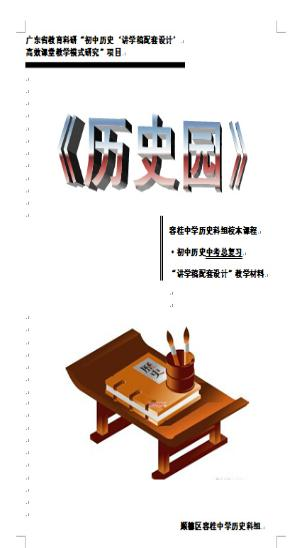 广东省教育科研“初中历史‘讲学稿配套设计’
高效课堂教学模式研究”项目
《历史园》
容桂中学历史科组校本课程
·初中历史中考总复习
“讲学稿配套设计”教学材料
歷史
顺德区容桂中学历史科组